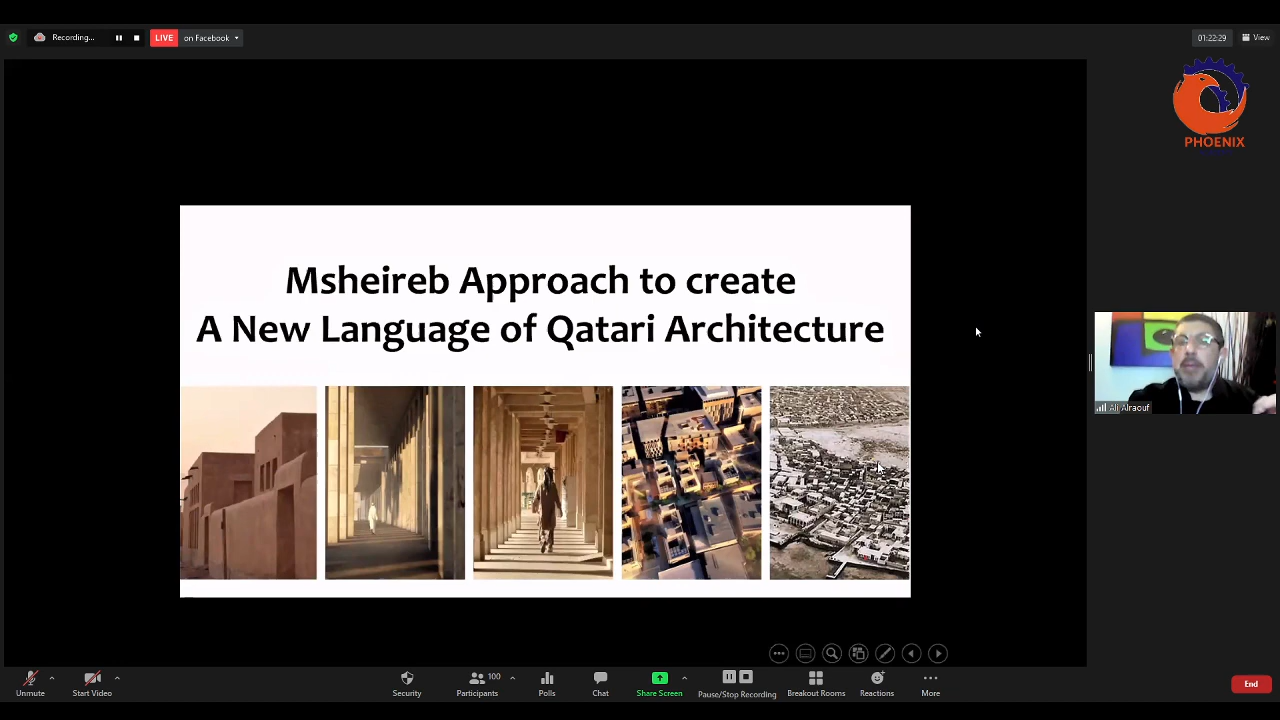 Recording...
LIVE
on Facebook
01:22:29
View
PHOENIX
Msheireb Approach to create
A New Language of Qatari Architecture
Ali Alraouf
Unmute
Start Video
Security
Participants
100
Polls
Chat
Share Screen
Pause/Stop Recording
Breakout Rooms
Reactions
More
End